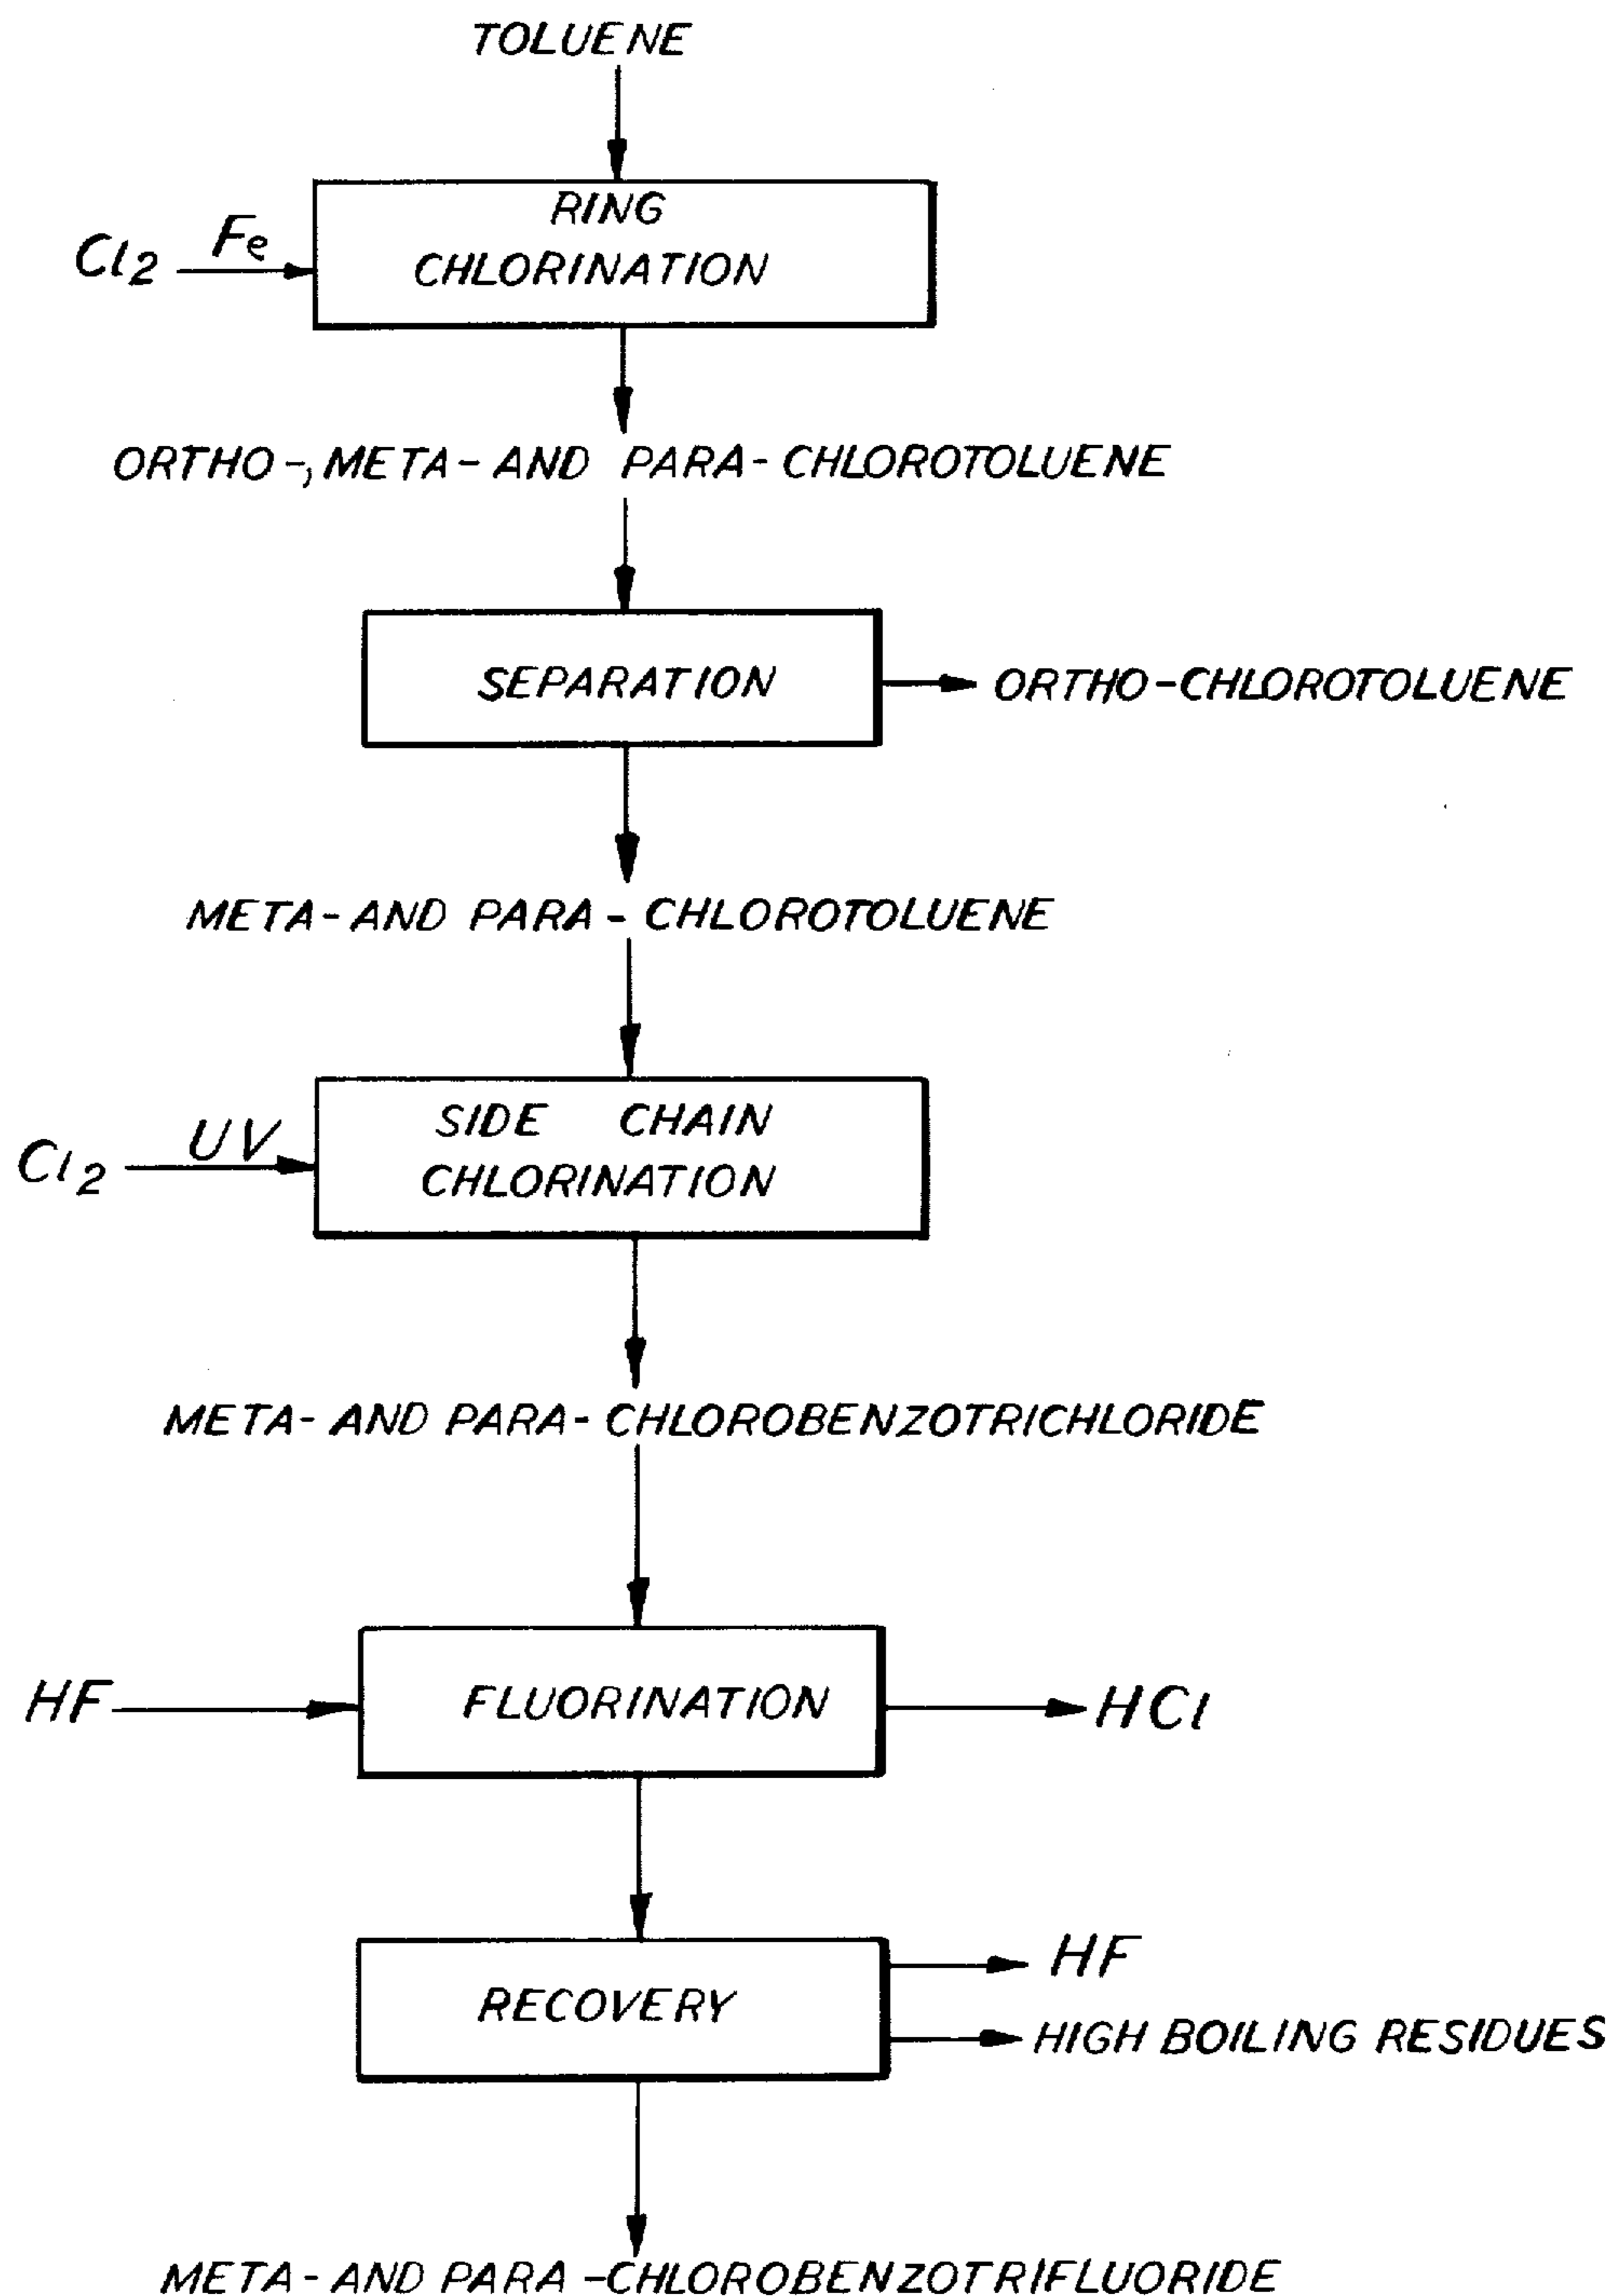 TOLUENE
RING
CHLORINATION
Cl2 Fe
ORTHO-, META- AND PARA- CHLOROTOLUENE
SEPARATION
ORTHO-CHLOROTOLUENE
META- AND PARA- CHLOROTOLUENE
SIDE CHAIN
CHLORINATION
Cl2 UV
META- AND PARA- CHLOROBENZOTRICHLORIDE
HF
FLUORINATION
HCl
RECOVERY
HF
HIGH BOILING RESIDUES
META- AND PARA -CHLOROBENZOTRIFLUORIDE